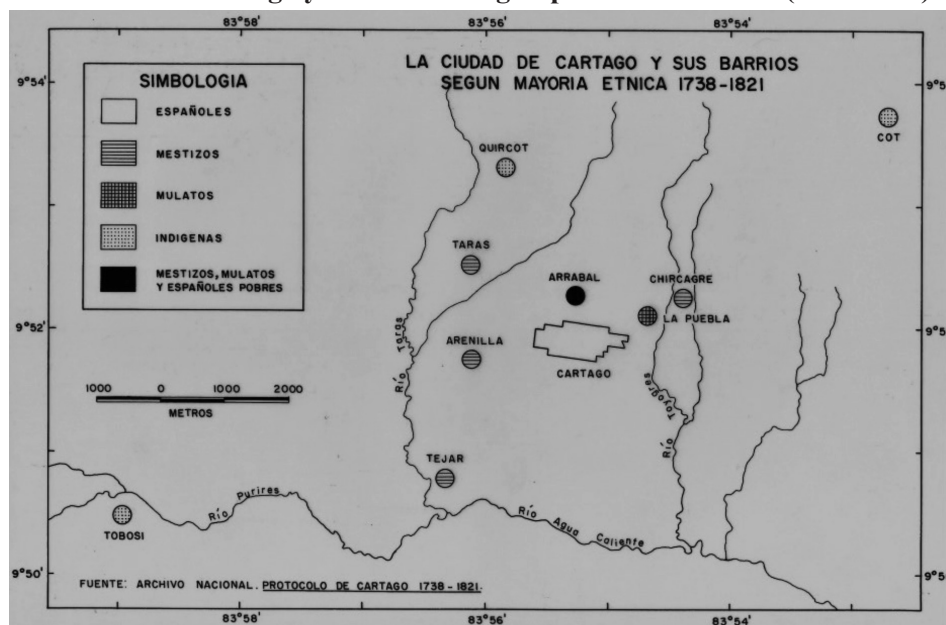 83°58'
83°56'
83°54'
LA CIUDAD DE CARTAGO Y SUS BARRIOS
SEGUN MAYORIA ETNICA 1738-1821
9°54'
SIMBOLOGIA
ESPAÑOLES
MESTIZOS
MULATOS
INDIGENAS
MESTIZOS, MULATOS
Y ESPAÑOLES POBRES
COT
QUIRCOT
TARAS
ARRABAL
CHIRCAGRE
LA PUEBLA
9°52'
Río Taras
ARENILLA
CARTAGO
Río Toyogres
1000 0 1000 2000
METROS
TEJAR
Río Purires
Río Agua Caliente
TOBOSI
9°50'
FUENTE: ARCHIVO NACIONAL. PROTOCOLO DE CARTAGO 1738-1821.
83°58'
83°56'
83°54'